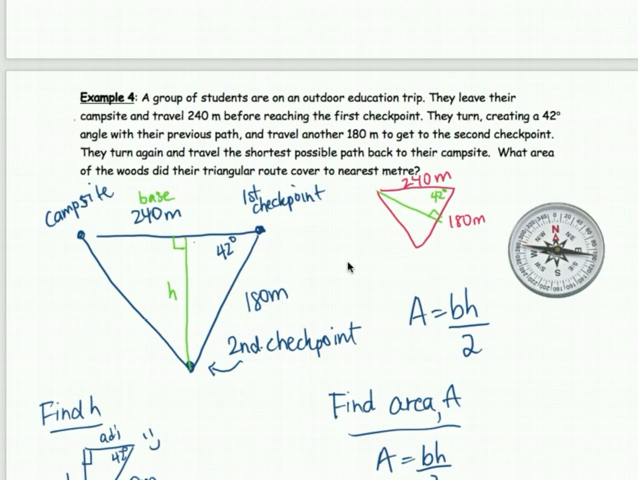 Example 4: A group of students are on an outdoor education trip. They leave their
campsite and travel 240 m before reaching the first checkpoint. They turn, creating a 42°
angle with their previous path, and travel another 180 m to get to the second checkpoint.
They turn again and travel the shortest possible path back to their campsite. What area
of the woods did their triangular route cover to nearest metre?
campsite
base
240m
1st
checkpoint
240m
42°
180m
42°
h
180m
2nd checkpoint
A = bh
2
N
E
S
W
Find h
adj
42°
Find area, A
A = bh